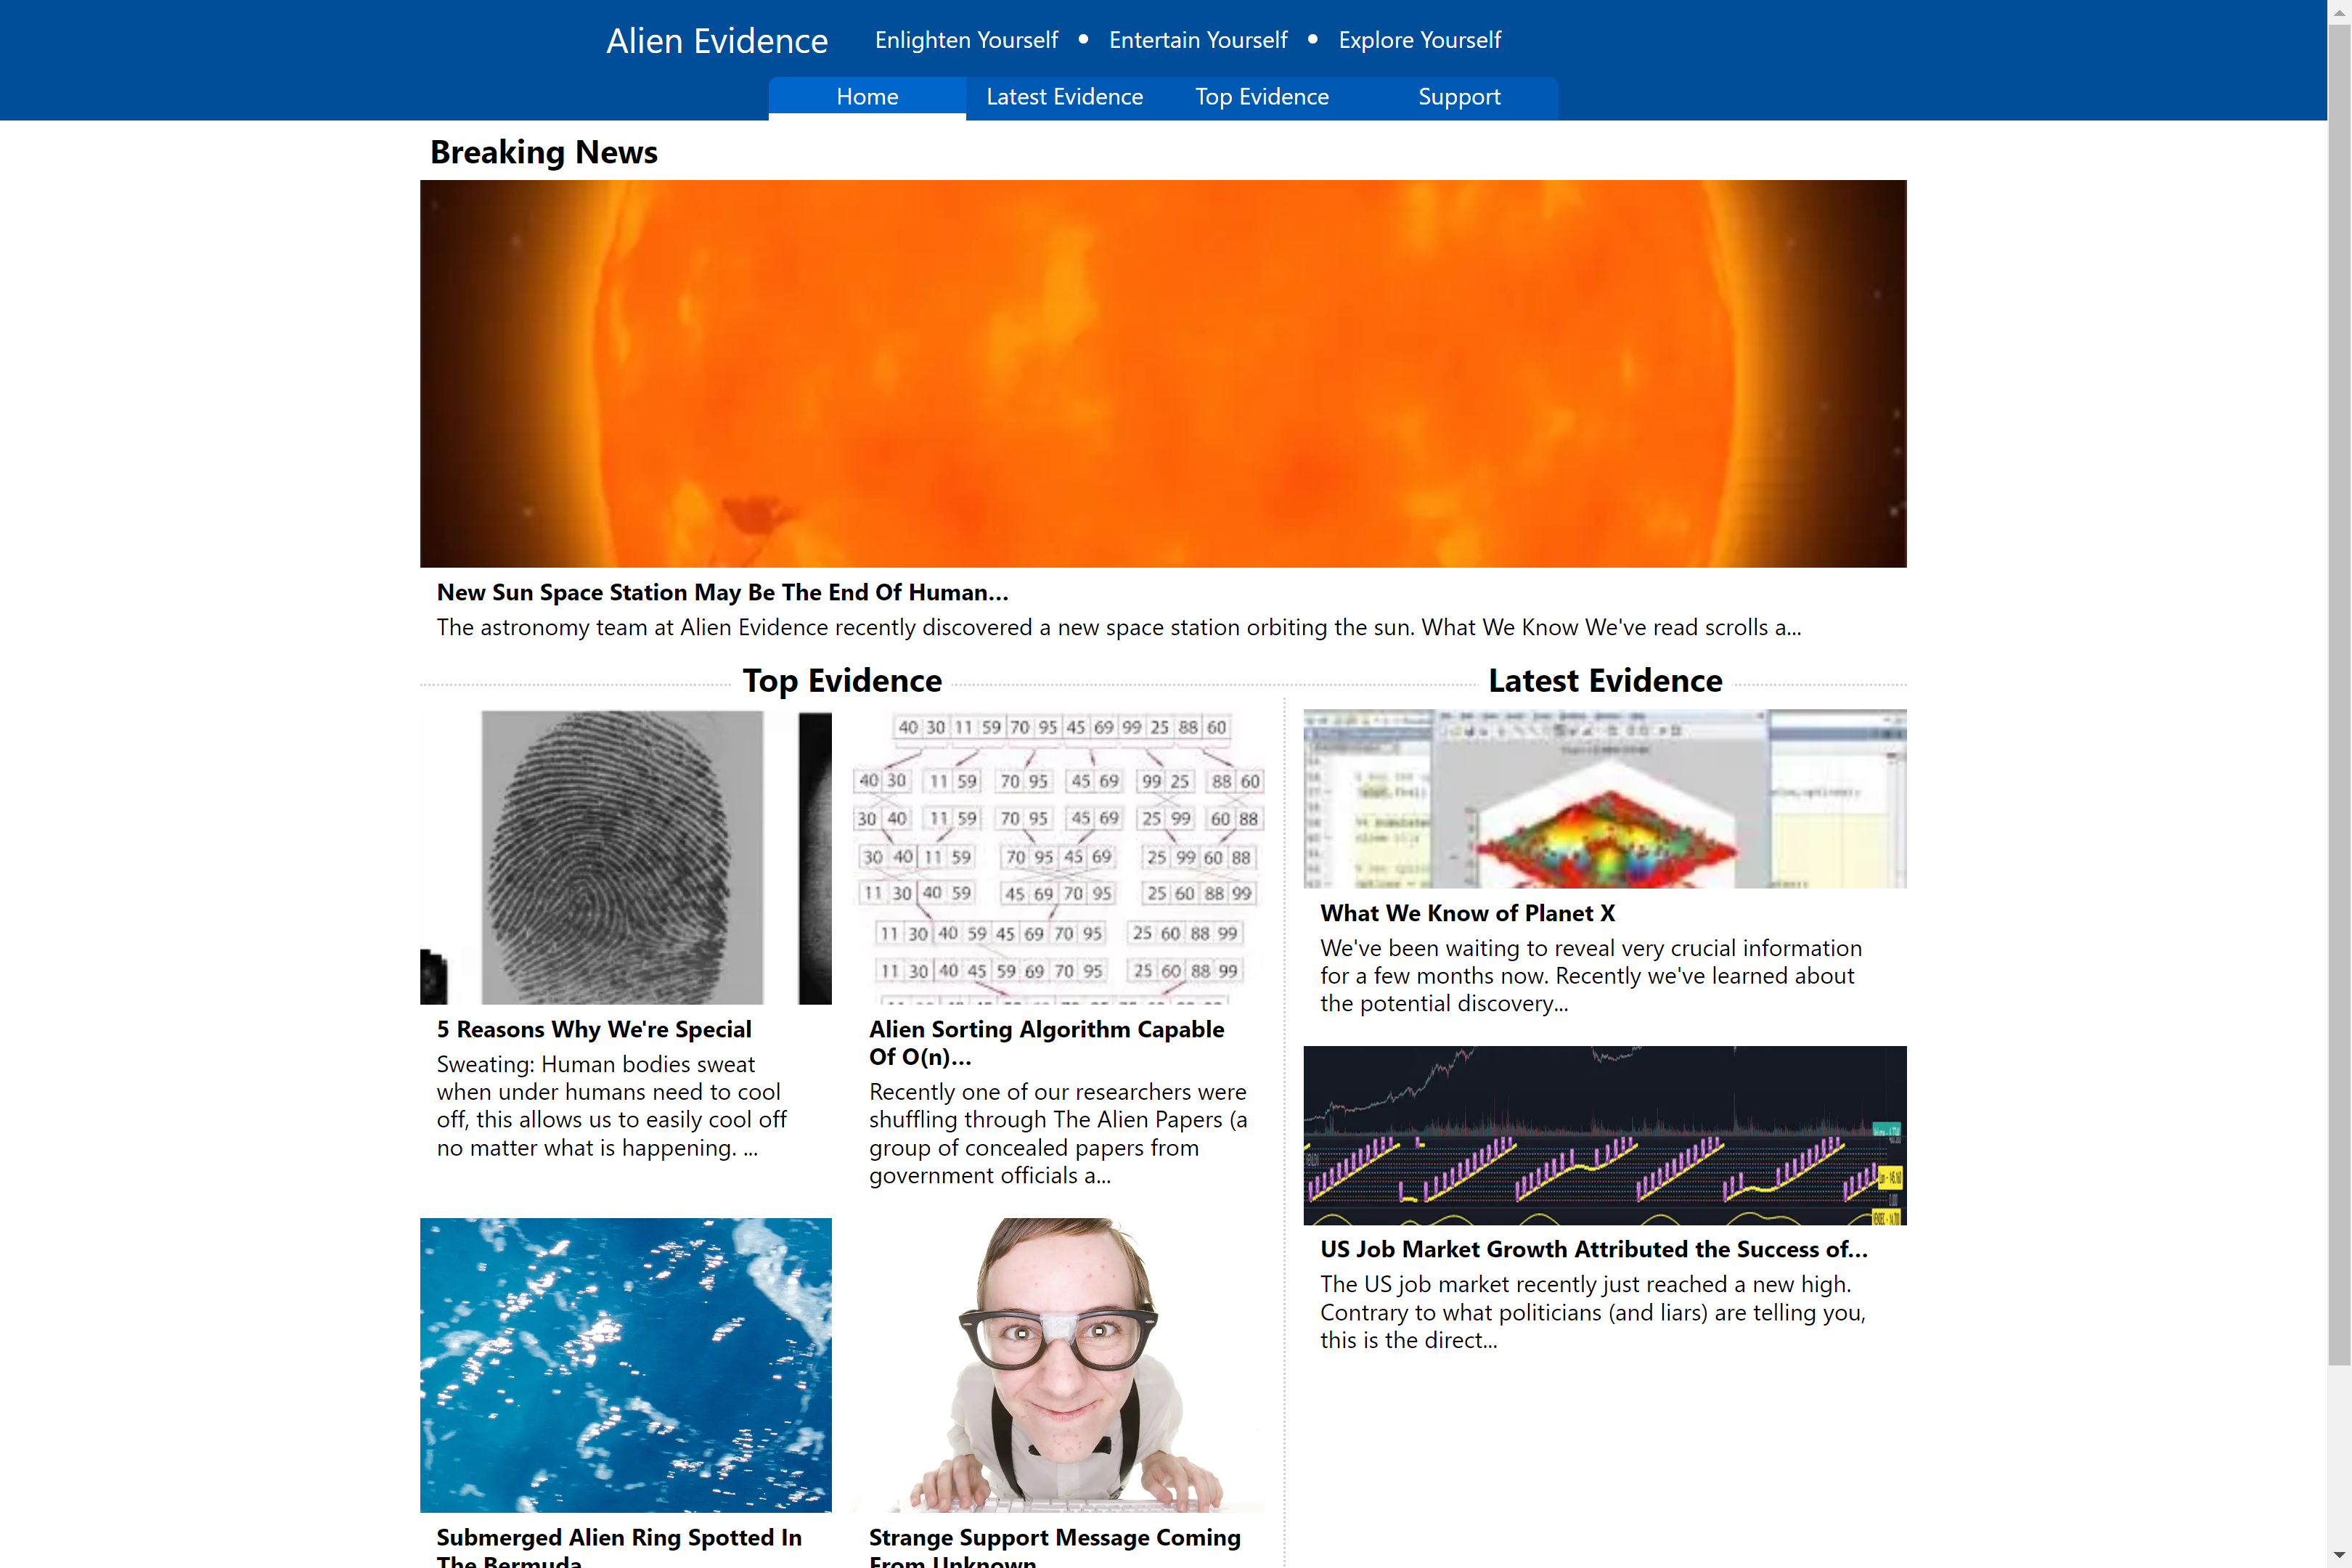 Alien Evidence
Enlighten Yourself • Entertain Yourself • Explore Yourself
Home
Latest Evidence
Top Evidence
Support
Breaking News
New Sun Space Station May Be The End Of Human...
The astronomy team at Alien Evidence recently discovered a new space station orbiting the sun. What We Know We've read scrolls a...
Top Evidence
5 Reasons Why We're Special
Sweating: Human bodies sweat
when under humans need to cool
off, this allows us to easily cool off
no matter what is happening. ...
40 30 11 59 70 95 45 69 99 25 88 60
40 30 11 59 70 95 45 69 99 25 88 60
30 40 11 59 70 95 45 69 25 99 60 88
30 40 11 59 70 95 45 69 25 99 60 88
11 30 40 59 45 69 70 95 25 60 88 99
11 30 40 59 45 69 70 95 25 60 88 99
11 30 40 45 59 69 70 95 25 60 88 99
Alien Sorting Algorithm Capable
Of O(n)...
Recently one of our researchers were
shuffling through The Alien Papers (a
group of concealed papers from
government officials a...
Submerged Alien Ring Spotted In
The Bermuda
Strange Support Message Coming
From Unknown
Latest Evidence
What We Know of Planet X
We've been waiting to reveal very crucial information
for a few months now. Recently we've learned about
the potential discovery...
US Job Market Growth Attributed the Success of...
The US job market recently just reached a new high.
Contrary to what politicians (and liars) are telling you,
this is the direct...